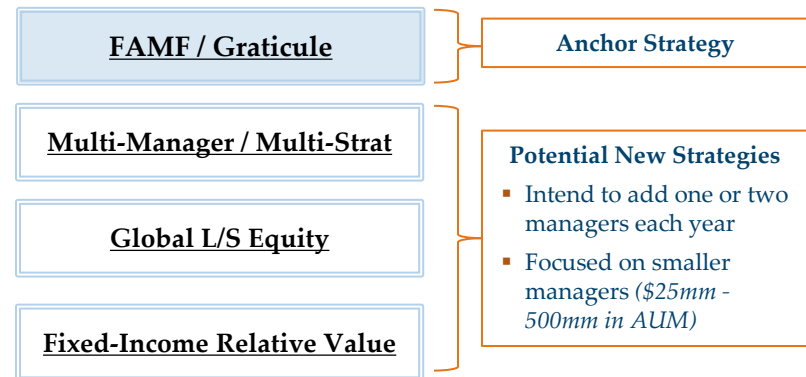 FAMF / Graticule
Anchor Strategy
Multi-Manager / Multi-Strat
Global L/S Equity
Fixed-Income Relative Value
Potential New Strategies
▪ Intend to add one or two
managers each year
▪ Focused on smaller
managers ($25mm -
500mm in AUM)